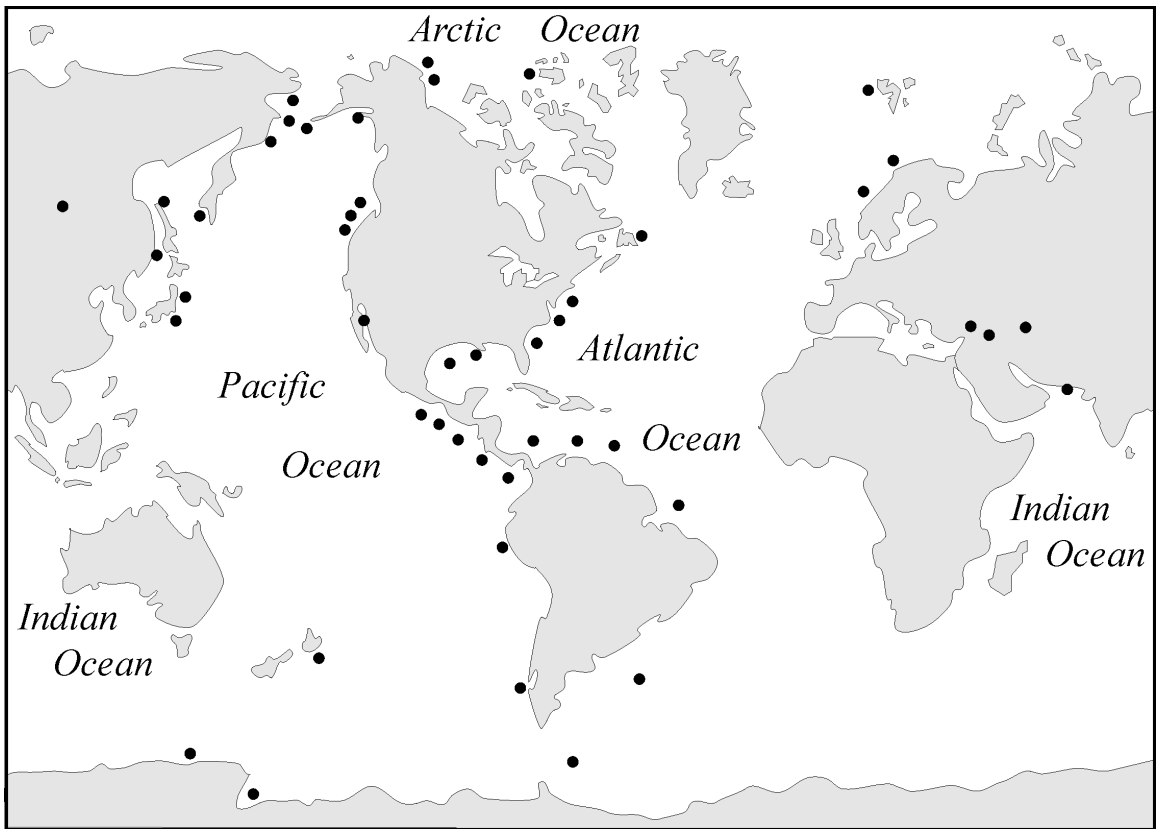 Arctic Ocean
Atlantic
Pacific
Ocean
Ocean
Indian
Ocean
Indian
Ocean